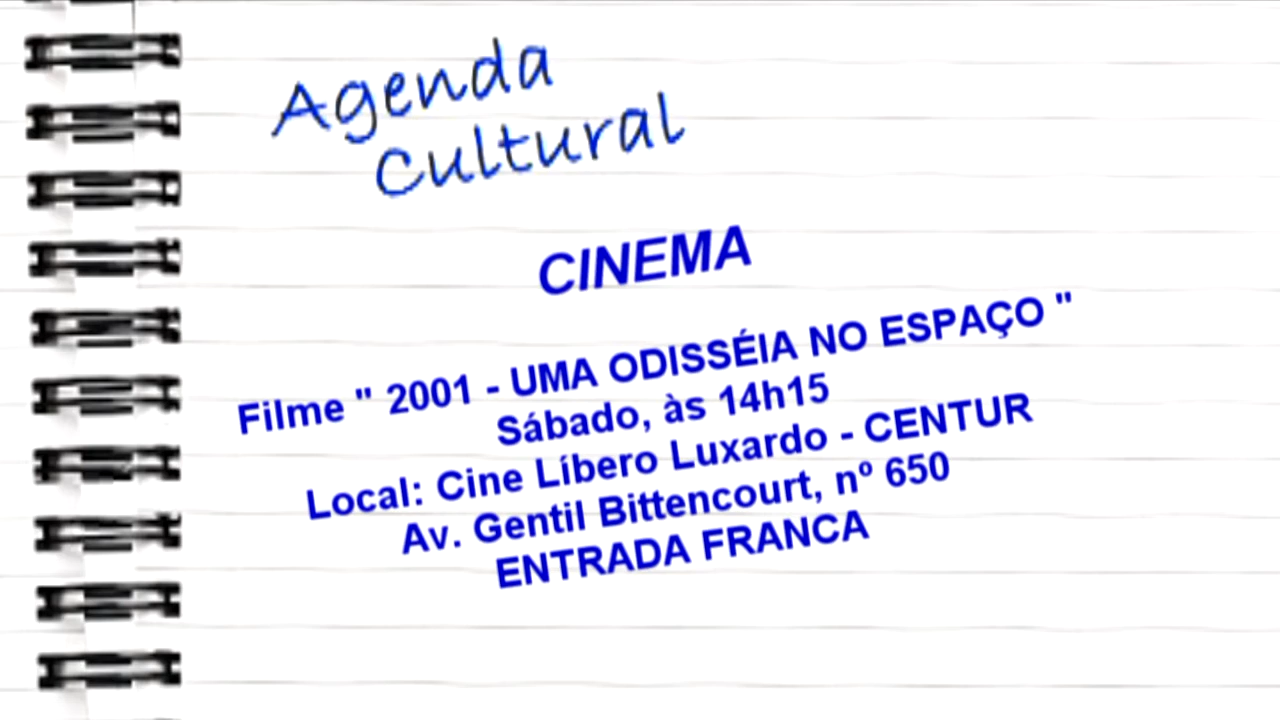 Agenda
Cultural
CINEMA
Filme " 2001 - UMA ODISSÉIA NO ESPAÇO "
Sábado, às 14h15
Local: Cine Líbero Luxardo - CENTUR
Av. Gentil Bittencourt, nº 650
ENTRADA FRANCA